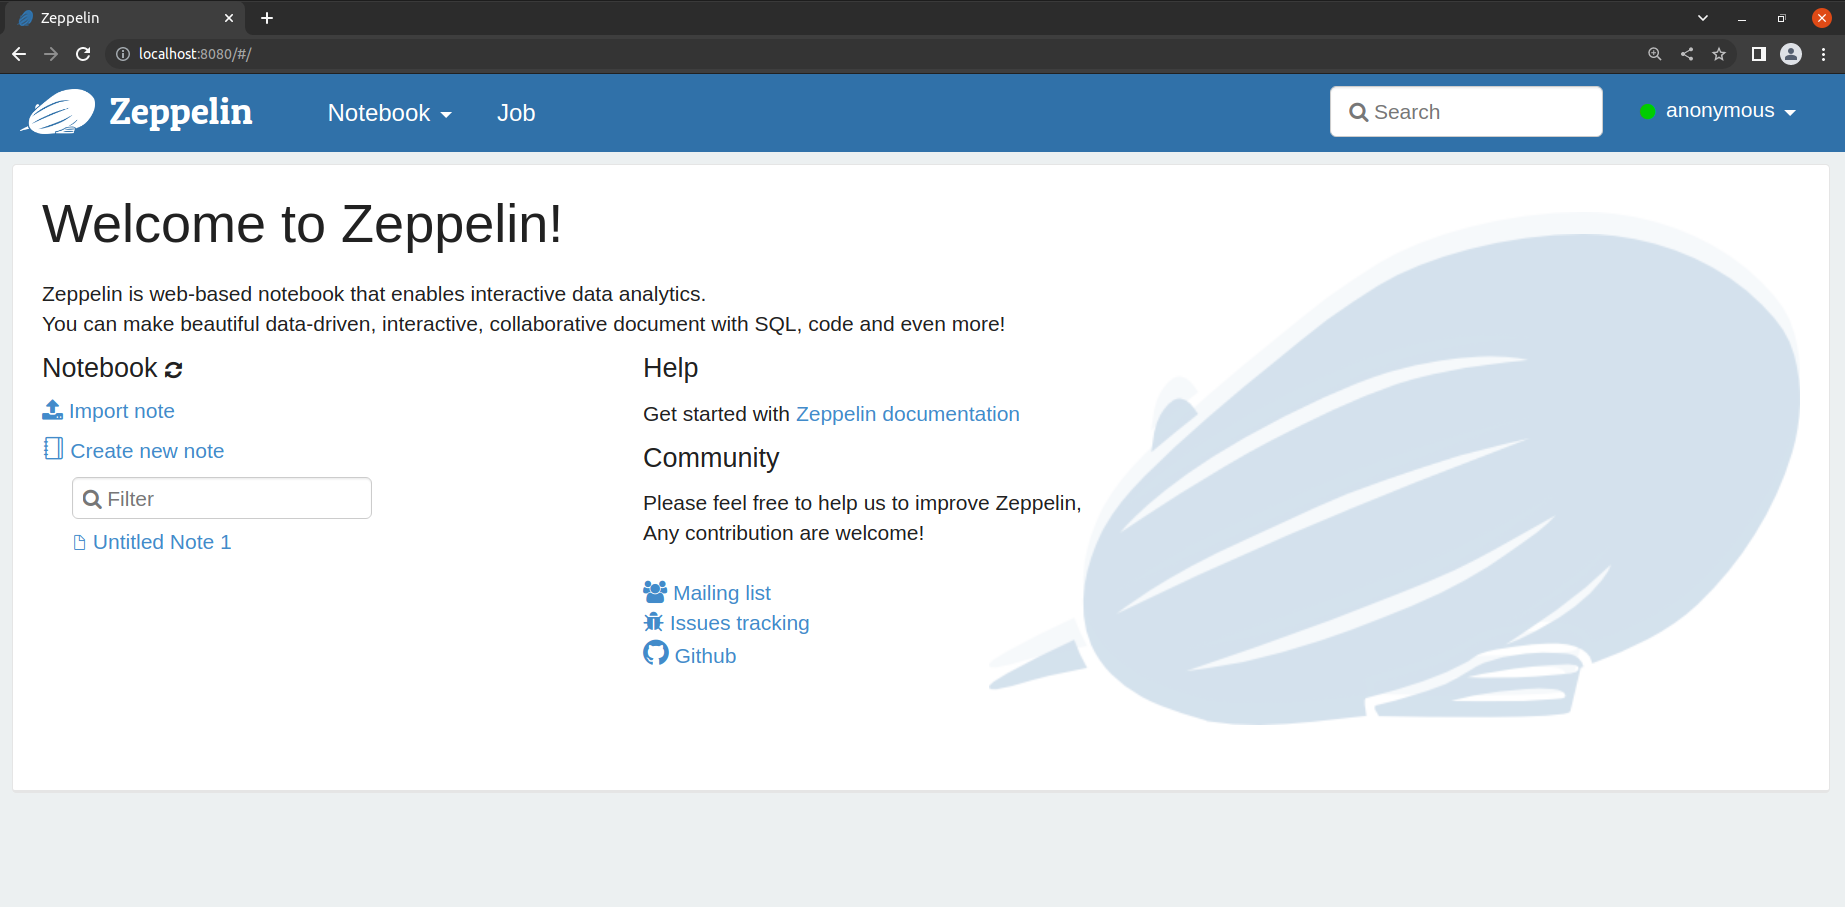 Zeppelin
localhost:8080/#/
Zeppelin
Notebook
Job
Search
anonymous
Welcome to Zeppelin!
Zeppelin is web-based notebook that enables interactive data analytics.
You can make beautiful data-driven, interactive, collaborative document with SQL, code and even more!
Notebook
Import note
Create new note
Filter
Untitled Note 1
Help
Get started with Zeppelin documentation
Community
Please feel free to help us to improve Zeppelin,
Any contribution are welcome!
Mailing list
Issues tracking
Github